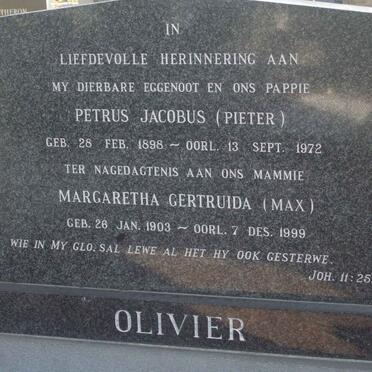 THERON
IN
LIEFDEVOLLE HERINNERING AAN
MY DIERBARE EGGENOOT EN ONS PAPPIE
PETRUS JACOBUS (PIETER)
GEB. 28 FEB. 1898 ~ OORL. 13 SEPT. 1972
TER NAGEDAGTENIS AAN ONS MAMMIE
MARGARETHA GERTRUIDA (MAX)
GEB. 26 JAN. 1903 ~ OORL. 7 DES. 1999
WIE IN MY GLO, SAL LEWE AL HET HY OOK GESTERWE.
JOH. 11:25
OLIVIER